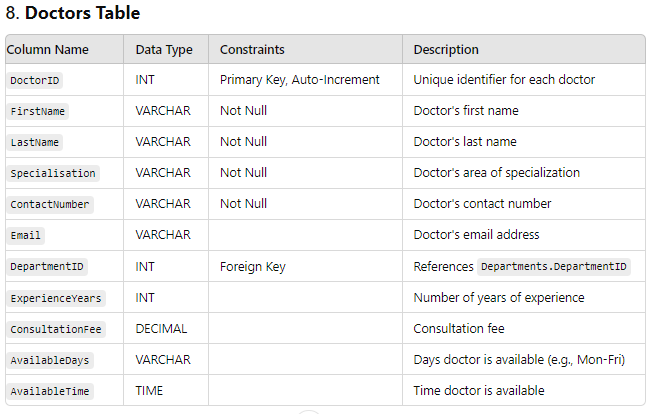 8. Doctors Table
Column Name Data Type Constraints Description
DoctorID INT Primary Key, Auto-Increment Unique identifier for each doctor
FirstName VARCHAR Not Null Doctor's first name
LastName VARCHAR Not Null Doctor's last name
Specialisation VARCHAR Not Null Doctor's area of specialization
ContactNumber VARCHAR Not Null Doctor's contact number
Email VARCHAR Doctor's email address
DepartmentID INT Foreign Key References Departments.DepartmentID
ExperienceYears INT Number of years of experience
ConsultationFee DECIMAL Consultation fee
AvailableDays VARCHAR Days doctor is available (e.g., Mon-Fri)
AvailableTime TIME Time doctor is available